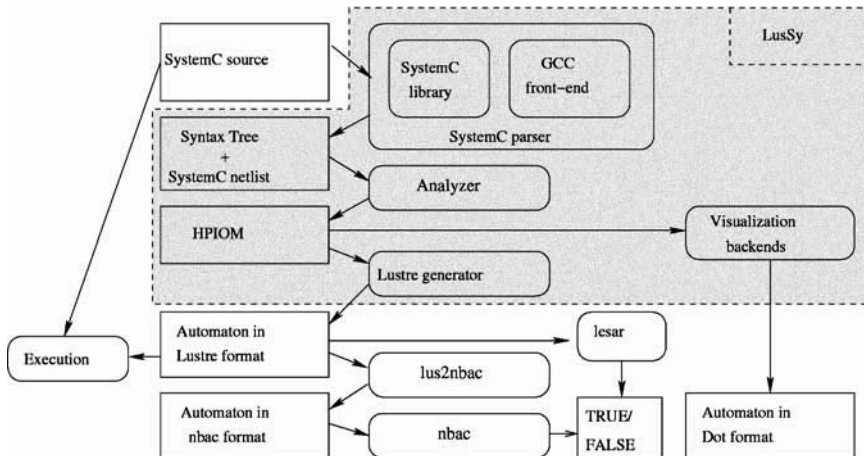 SystemC source
SystemC
library
GCC
front-end
SystemC parser
LusSy
Syntax Tree
+
SystemC netlist
Analyzer
HPIOM
Visualization
backends
Lustre generator
Automaton in
Lustre format
Execution
lesar
lus2nbac
Automaton in
nbac format
nbac
TRUE/
FALSE
Automaton in
Dot format